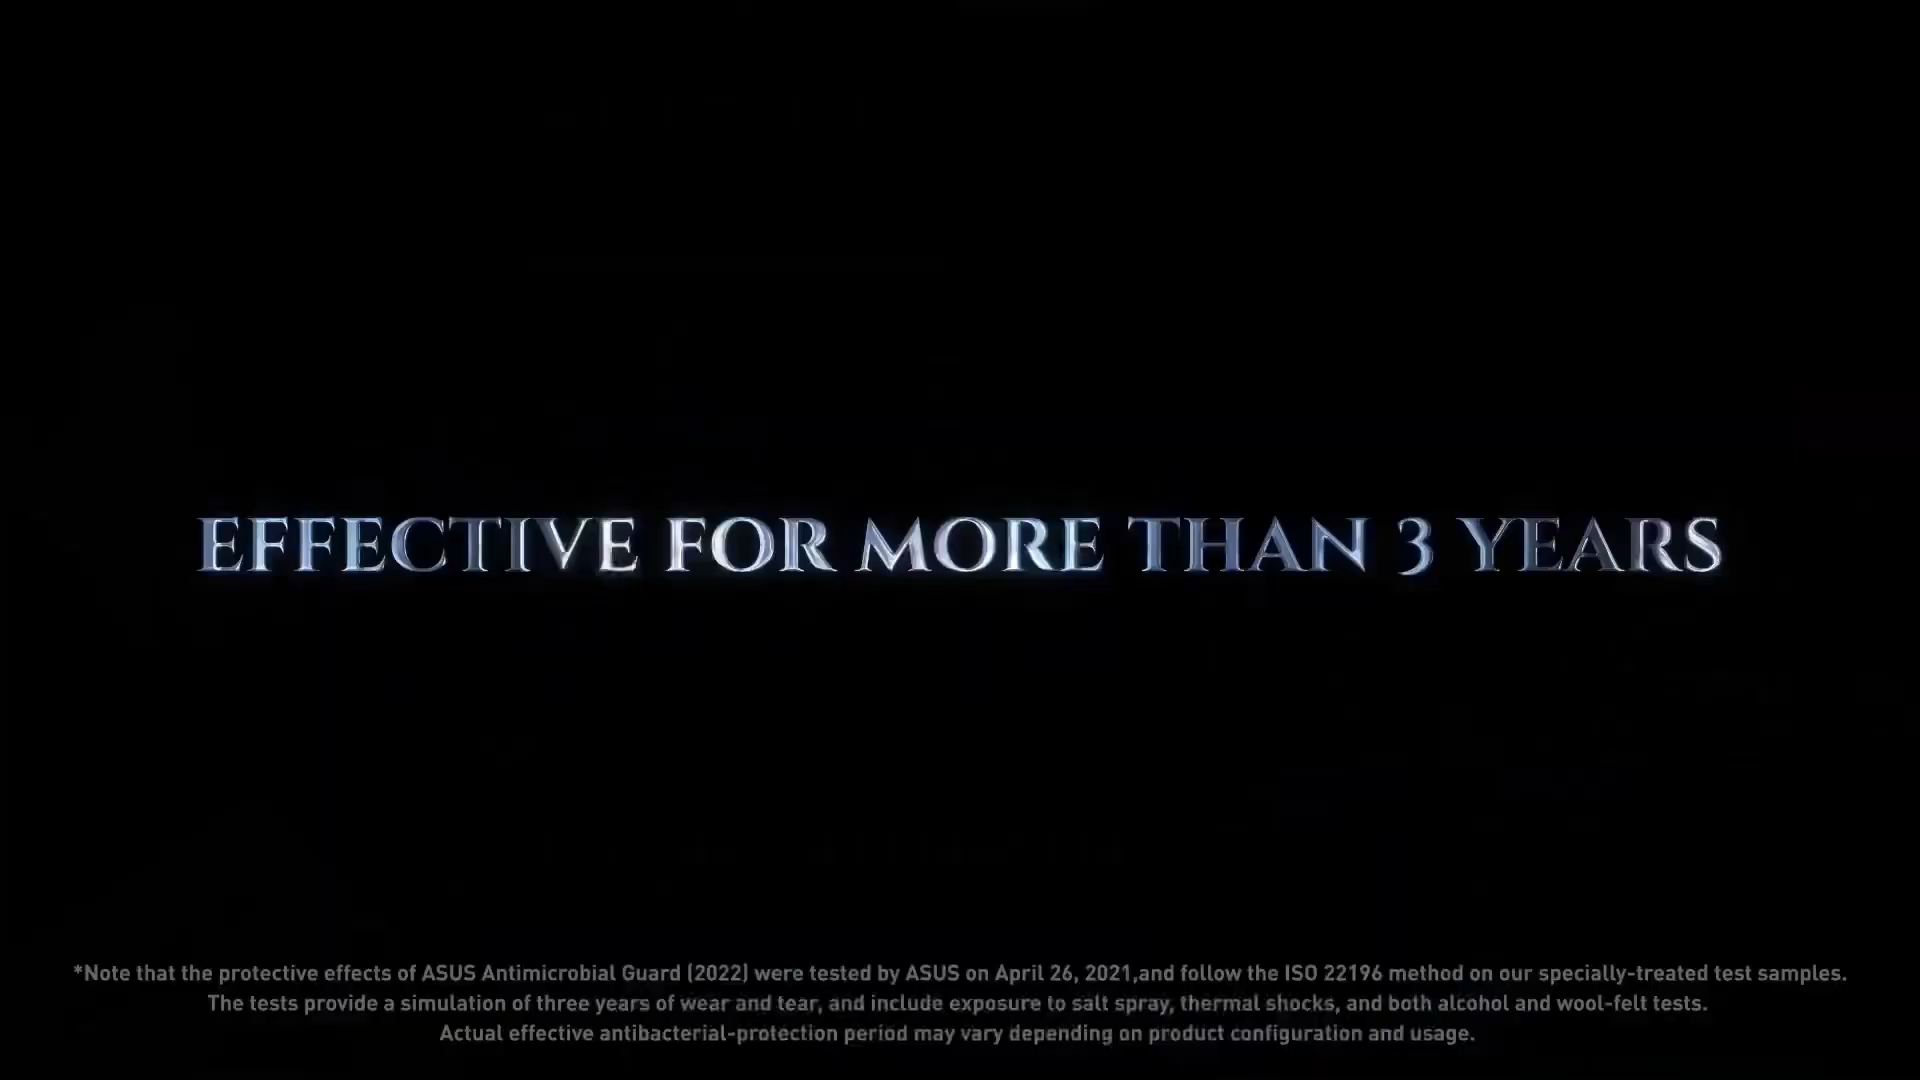 EFFECTIVE FOR MORE THAN 3 YEARS
*Note that the protective effects of ASUS Antimicrobial Guard (2022) were tested by ASUS on April 26, 2021,and follow the ISO 22196 method on our specially-treated test samples.
The tests provide a simulation of three years of wear and tear, and include exposure to salt spray, thermal shocks, and both alcohol and wool-felt tests.
Actual effective antibacterial-protection period may vary depending on product configuration and usage.